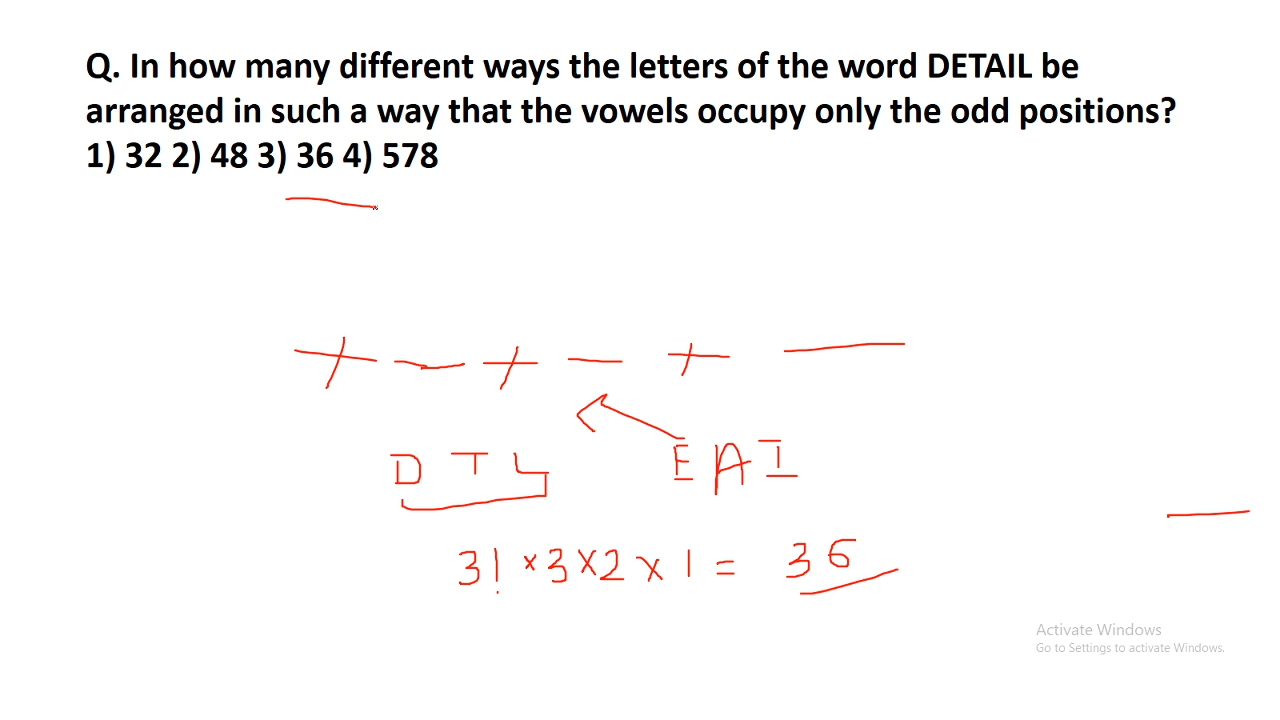 Q. In how many different ways the letters of the word DETAIL be
arranged in such a way that the vowels occupy only the odd positions?
1) 32 2) 48 3) 36 4) 578
D T L E A I
3! × 3 × 2 × 1 = 36
Activate Windows
Go to Settings to activate Windows.